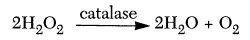 2H₂O₂ catalase → 2H₂O + O₂